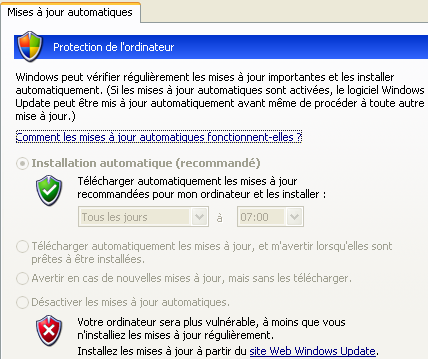 Mises à jour automatiques
Protection de l'ordinateur
Windows peut vérifier régulièrement les mises à jour importantes et les installer
automatiquement. (Si les mises à jour automatiques sont activées, le logiciel Windows
Update peut être mis à jour automatiquement avant même de procéder à toute autre
mise à jour.)
Comment les mises à jour automatiques fonctionnent-elles ?
Installation automatique (recommandé)
Télécharger automatiquement les mises à jour
recommandées pour mon ordinateur et les installer :
Tous les jours à 07:00
Télécharger automatiquement les mises à jour, et m'avertir lorsqu'elles sont
prêtes à être installées.
Avertir en cas de nouvelles mises à jour, mais sans les télécharger.
Désactiver les mises à jour automatiques.
Votre ordinateur sera plus vulnérable, à moins que vous
n'installiez les mises à jour régulièrement.
Installez les mises à jour à partir du site Web Windows Update.